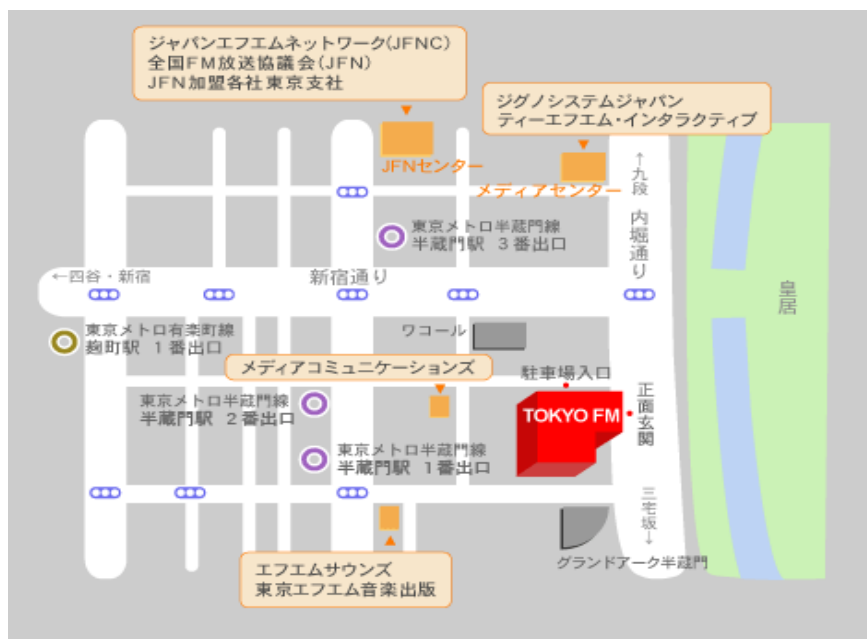 ジャパンエフエムネットワーク(JFNC)
全国FM放送協議会(JFN)
JFN加盟各社東京支社
ジグノシステムジャパン
ティーエフエム・インタラクティブ
JFNセンター
メディアセンター
←九段
内堀通り
東京メトロ半蔵門線
半蔵門駅 3番出口
←四谷・新宿
新宿通り
皇居
東京メトロ有楽町線
麹町駅 1番出口
ワコール
メディアコミュニケーションズ
駐車場入口
東京メトロ半蔵門線
半蔵門駅 2番出口
TOKYO FM
正面玄関
東京メトロ半蔵門線
半蔵門駅 1番出口
三宅坂→
グランドアーク半蔵門
エフエムサウンズ
東京エフエム音楽出版